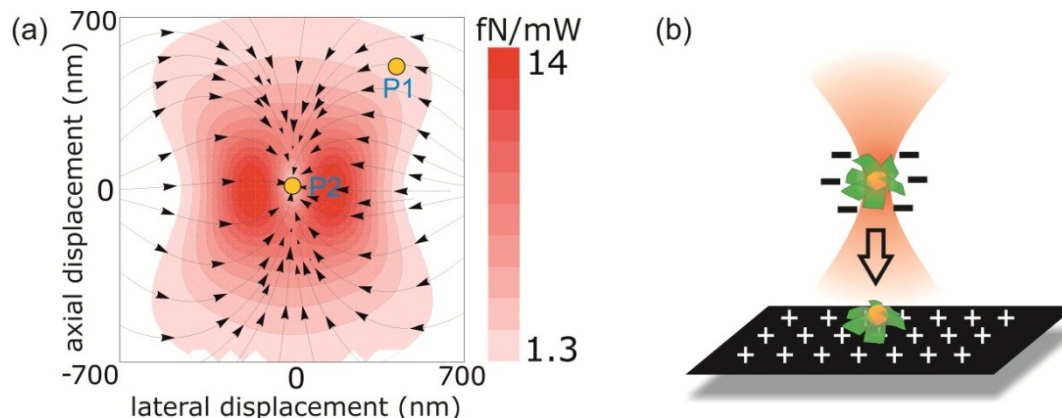 (a)
700
axial displacement (nm)
0
-700
0
700
lateral displacement (nm)
P1
P2
fN/mW
14
1.3
(b)
- -
- -
- -
+ + + + + +
+ + + + + +
+ + + + + + +